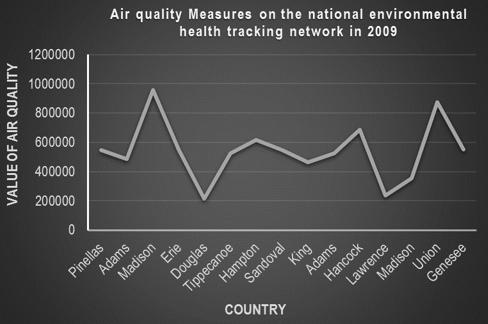 Air quality Measures on the national environmental
health tracking network in 2009
VALUE OF AIR QUALITY
1200000
1000000
800000
600000
400000
200000
0
Pinellas
Adams
Madison
Erie
Douglas
Tippecanoe
Hampton
Sandoval
King
Adams
Hancock
Lawrence
Madison
Union
Genesee
COUNTRY